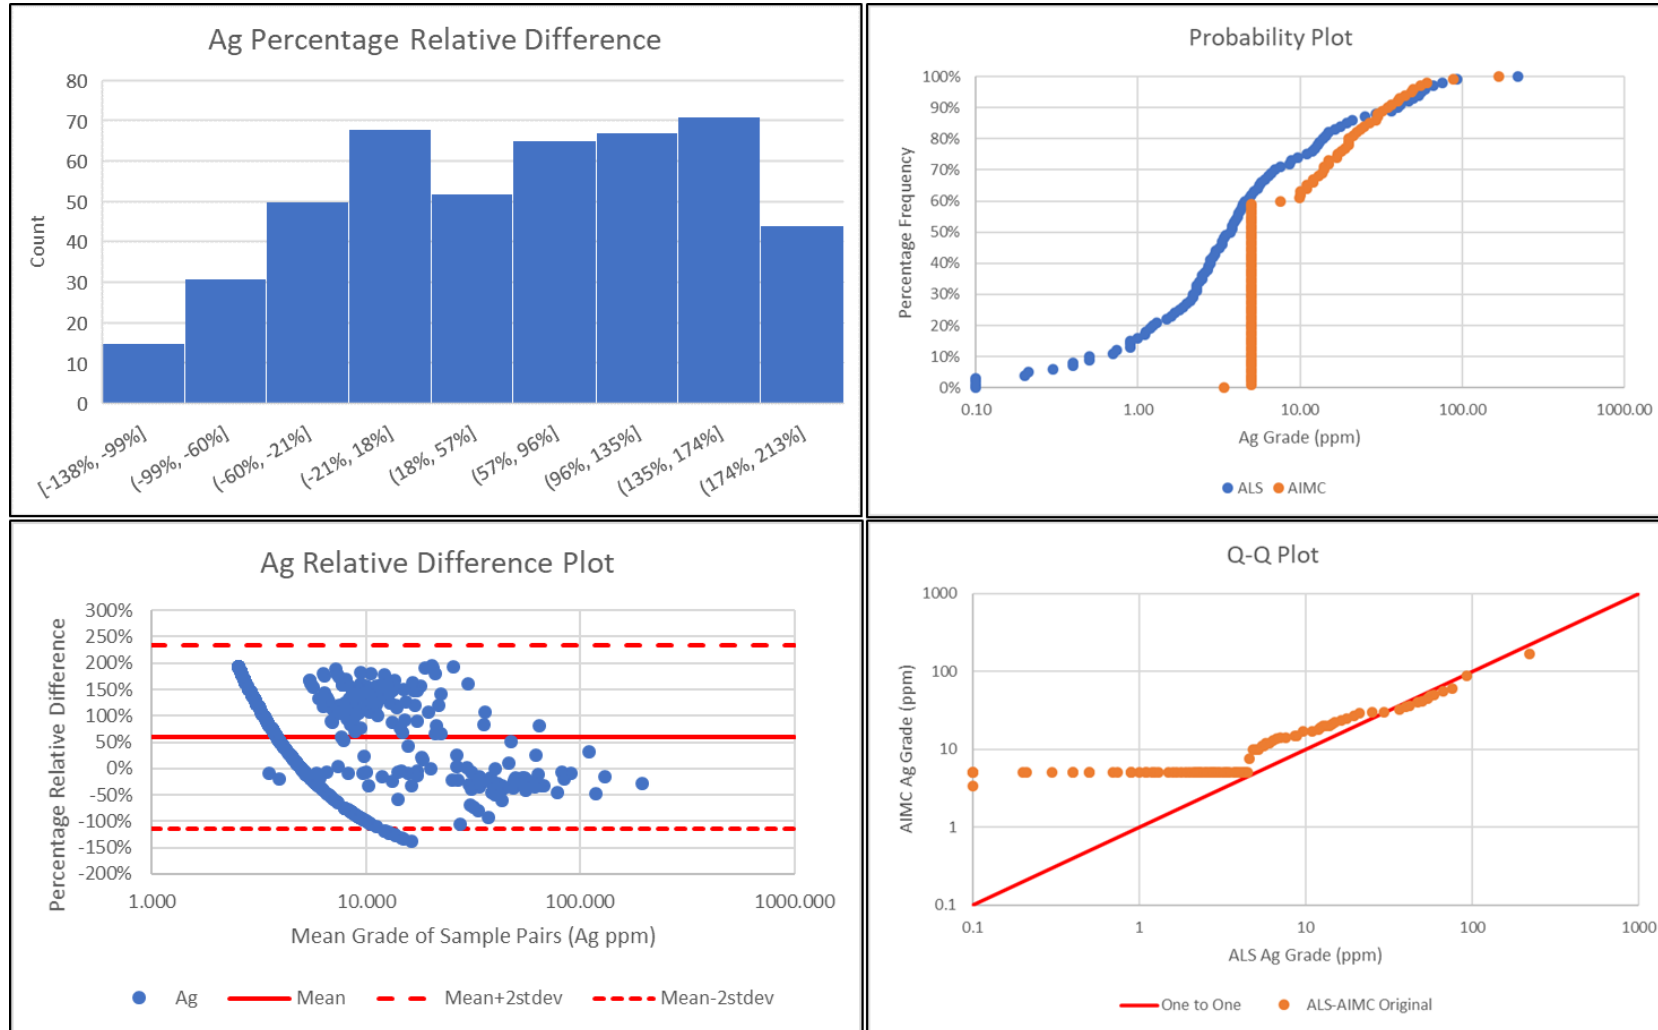 Ag Percentage Relative Difference
80
70
60
50
40
30
20
10
0
Count
[-138%, -99%]
(-99%, -60%]
(-60%, -21%]
(-21%, 18%]
(18%, 57%]
(57%, 96%]
(96%, 135%]
(135%, 174%]
(174%, 213%]
Probability Plot
100%
90%
80%
70%
60%
50%
40%
30%
20%
10%
0%
Percentage Frequency
0.10 1.00 10.00 100.00 1000.00
Ag Grade (ppm)
ALS AIMC
Ag Relative Difference Plot
300%
250%
200%
150%
100%
50%
0%
-50%
-100%
-150%
-200%
Percentage Relative Difference
1.000 10.000 100.000 1000.000
Mean Grade of Sample Pairs (Ag ppm)
Ag Mean Mean+2stdev Mean-2stdev
Q-Q Plot
1000
100
10
1
0.1
AIMC Ag Grade (ppm)
0.1 1 10 100 1000
ALS Ag Grade (ppm)
One to One ALS-AIMC Original